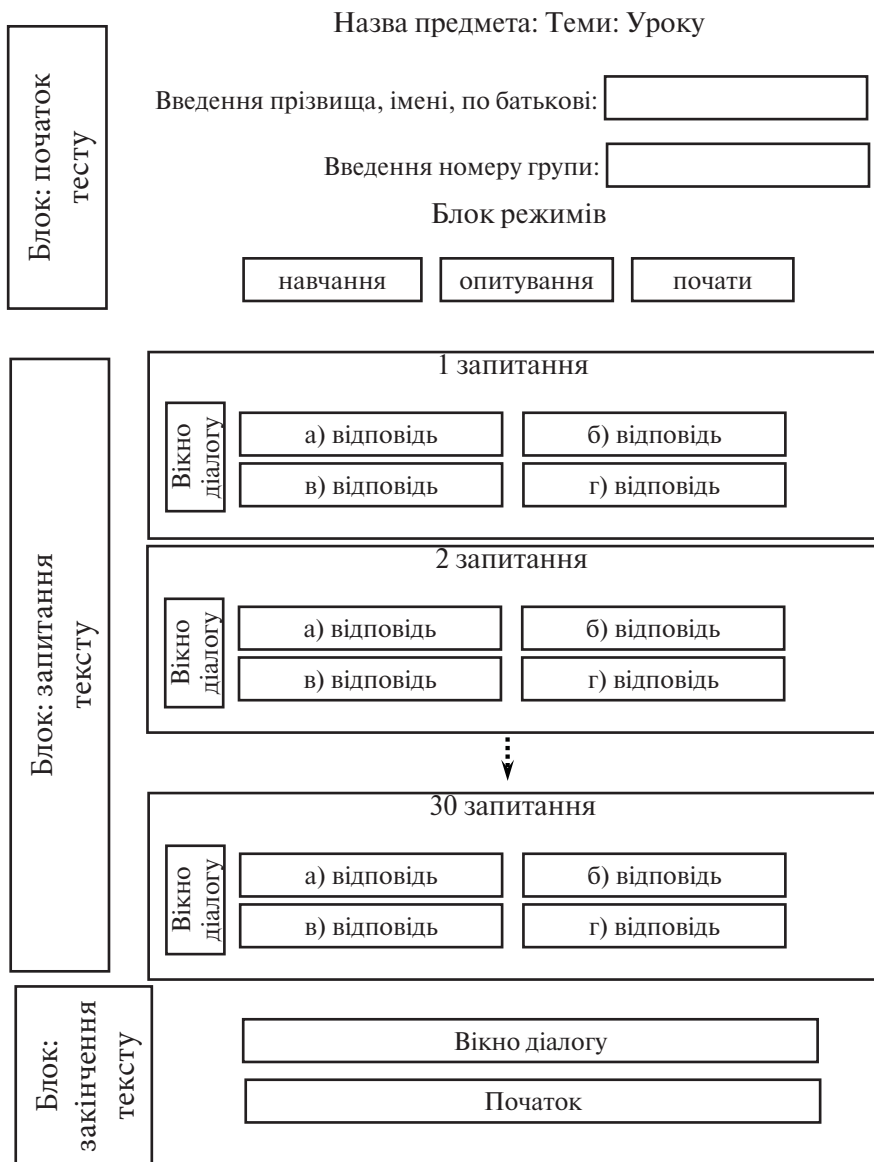 Назва предмета: Теми: Уроку
Блок: початок
тесту
Введення прізвища, імені, по батькові:
Введення номеру групи:
Блок режимів
навчання
опитування
почати
Блок: запитання
тексту
1 запитання
Вікно
діалогу
а) відповідь
б) відповідь
в) відповідь
г) відповідь
2 запитання
Вікно
діалогу
а) відповідь
б) відповідь
в) відповідь
г) відповідь
30 запитання
Вікно
діалогу
а) відповідь
б) відповідь
в) відповідь
г) відповідь
Блок:
закінчення
тексту
Вікно діалогу
Початок